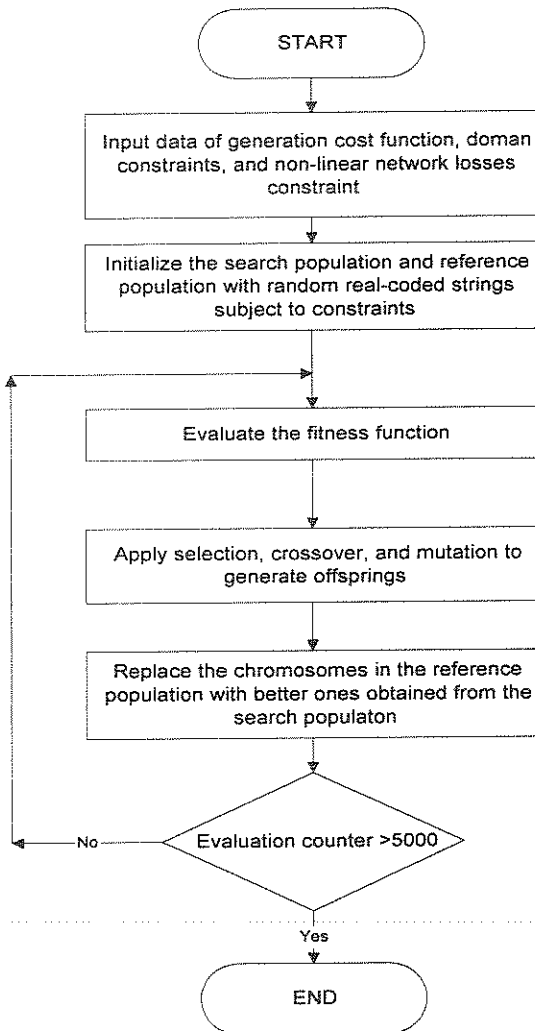 START
Input data of generation cost function, doman
constraints, and non-linear network losses
constraint
Initialize the search population and reference
population with random real-coded strings
subject to constraints
Evaluate the fitness function
Apply selection, crossover, and mutation to
generate offsprings
Replace the chromosomes in the reference
population with better ones obtained from the
search populaton
Evaluation counter >5000
No
Yes
END